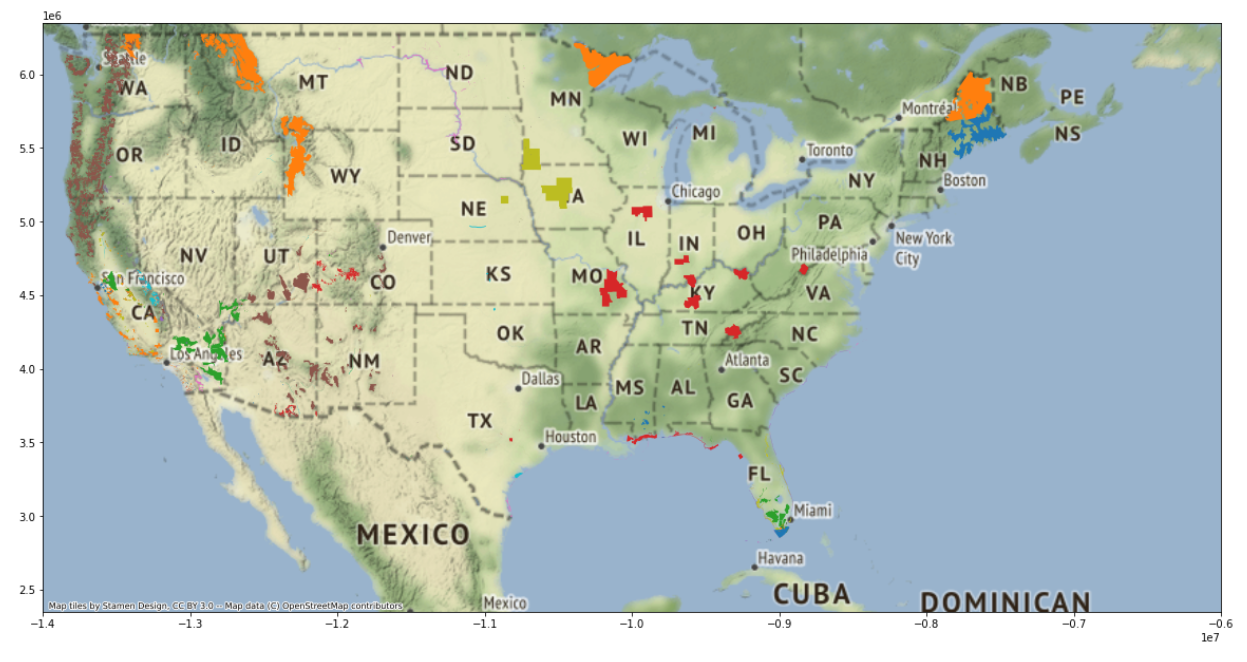 1e6
6.0
5.5
5.0
4.5
4.0
3.5
3.0
2.5
Seattle
WA
MT
ND
MN
OR
ID
SD
WI
MI
WY
NE
IA
NV
UT
Denver
CO
KS
MO
IL
IN
OH
Chicago
Toronto
Montréal
NB
PE
NS
NH
Boston
NY
PA
New York
City
Philadelphia
San Francisco
CA
Los Angeles
AZ
NM
OK
AR
KY
VA
TN
NC
Atlanta
SC
Dallas
MS
AL
GA
LA
TX
Houston
FL
Miami
MEXICO
Havana
CUBA
DOMINICAN
Mexico
Map tiles by Stamen Design, CC BY 3.0 -- Map data (C) OpenStreetMap contributors
−1.4
−1.3
−1.2
−1.1
−1.0
−0.9
−0.8
−0.7
−0.6
1e7